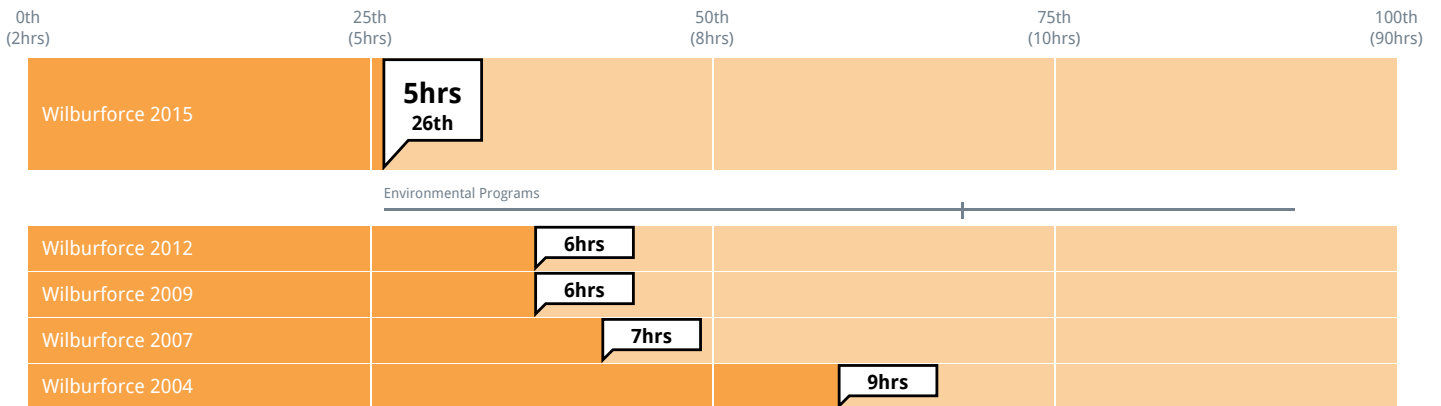 0th 25th 50th 75th 100th
(2hrs) (5hrs) (8hrs) (10hrs) (90hrs)
Wilburforce 2015
5hrs
26th
Environmental Programs
Wilburforce 2012 6hrs
Wilburforce 2009 6hrs
Wilburforce 2007 7hrs
Wilburforce 2004 9hrs